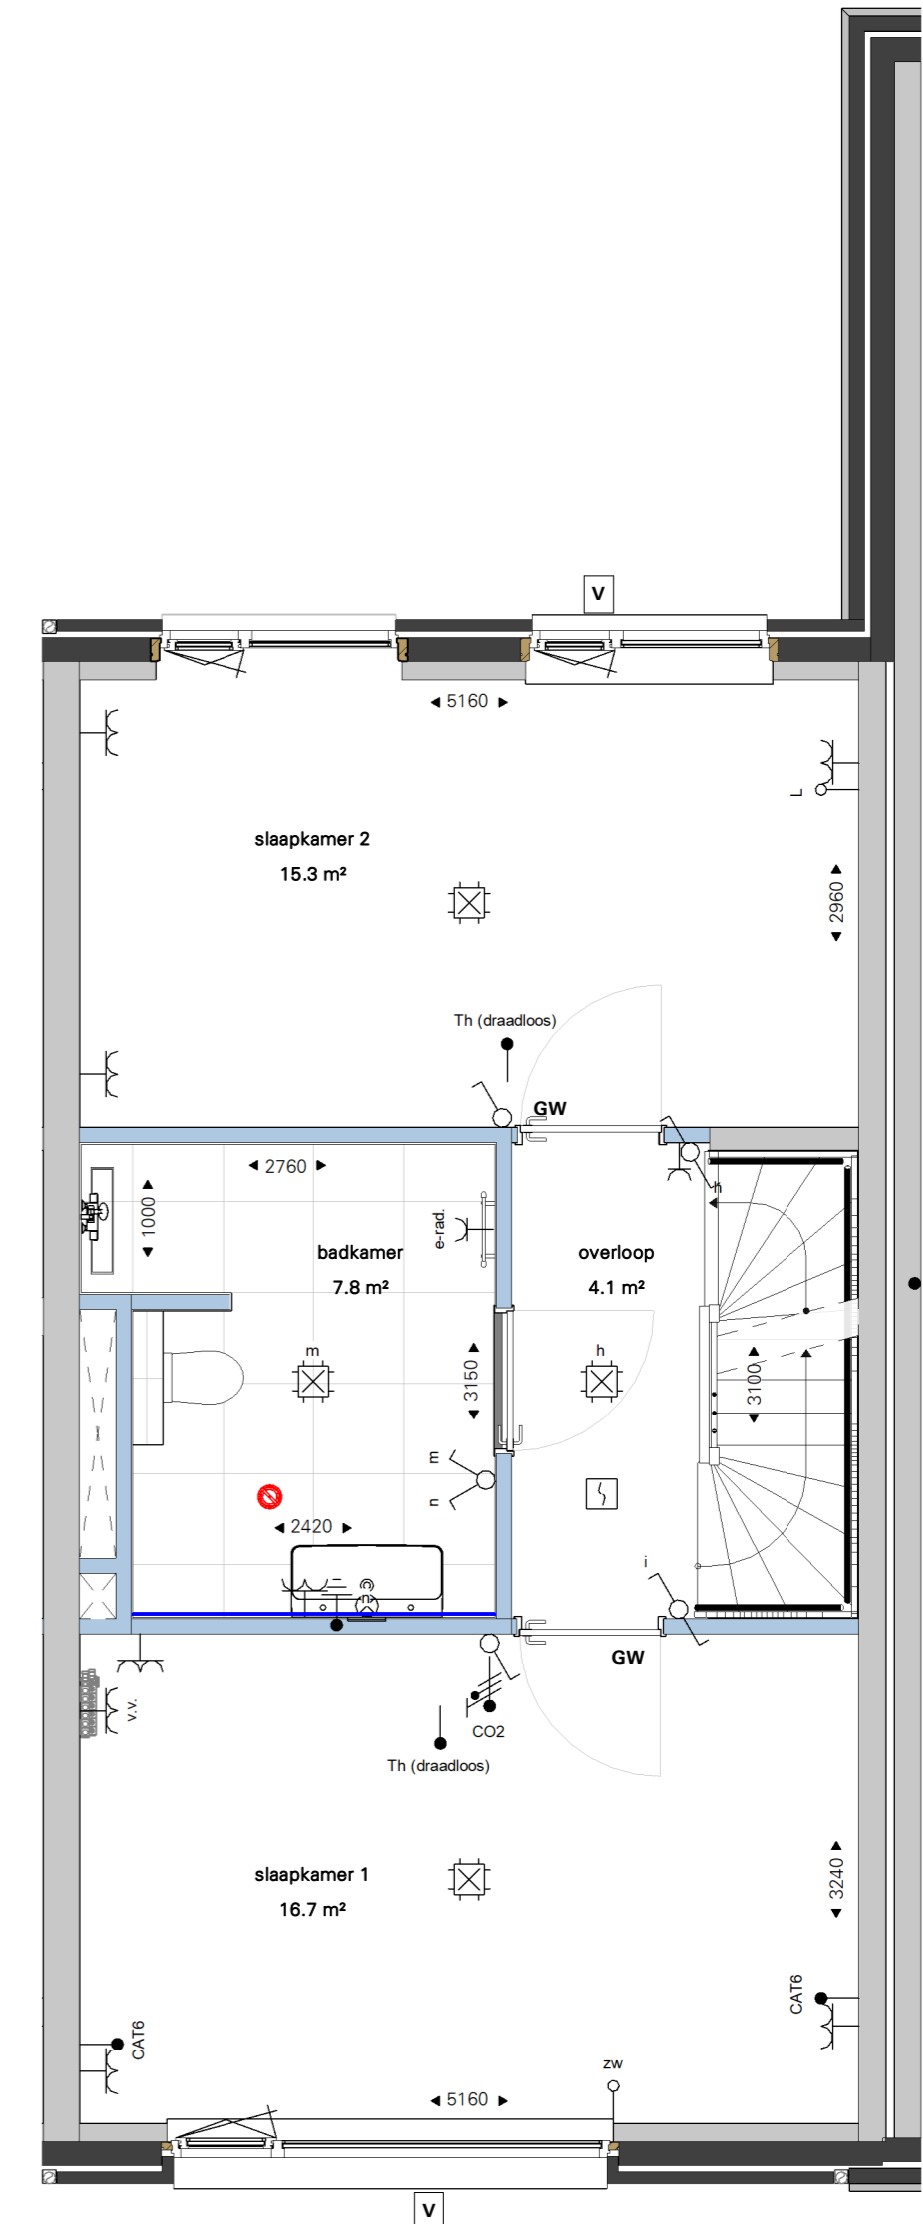 V
5160
L
slaapkamer 2
15.3 m²
2960
Th (draadloos)
GW
2760
1000
e-rad.
h
badkamer
7.8 m²
overloop
4.1 m²
m
3150
h
3100
m
n
2420
n
i
GW
v.v.
CO2
Th (draadloos)
slaapkamer 1
16.7 m²
3240
CAT6
CAT6
zw
5160
V